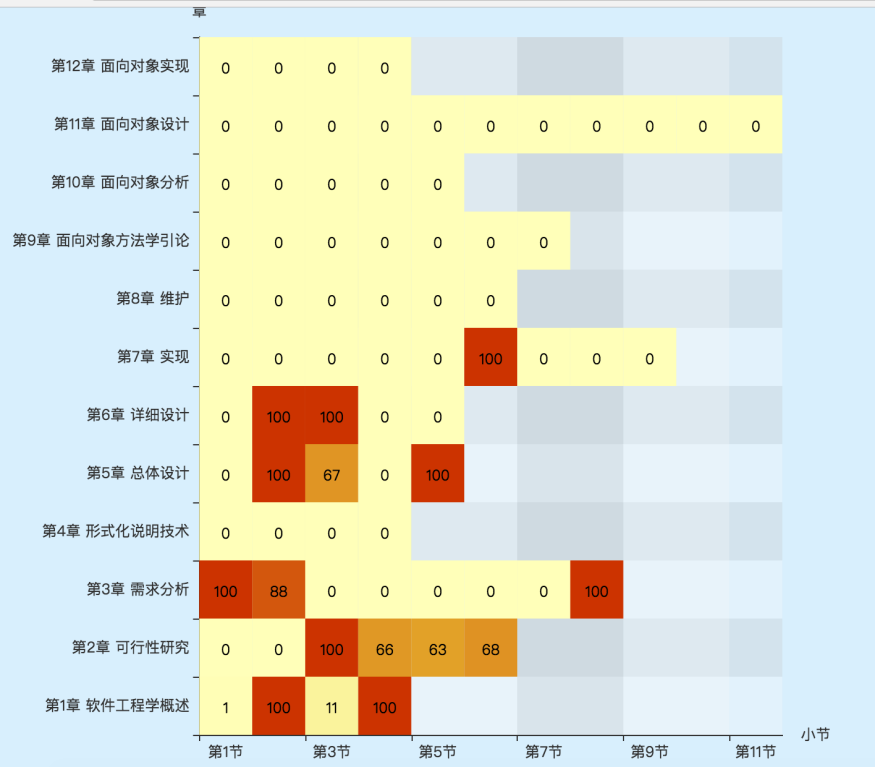 章
第12章 面向对象实现 0 0 0 0
第11章 面向对象设计 0 0 0 0 0 0 0 0 0 0 0
第10章 面向对象分析 0 0 0 0 0
第9章 面向对象方法学引论 0 0 0 0 0 0 0
第8章 维护 0 0 0 0 0 0
第7章 实现 0 0 0 0 0 100 0 0 0
第6章 详细设计 0 100 100 0 0
第5章 总体设计 0 100 67 0 100
第4章 形式化说明技术 0 0 0 0
第3章 需求分析 100 88 0 0 0 0 0 100
第2章 可行性研究 0 0 100 66 63 68
第1章 软件工程学概述 1 100 11 100
小节
第1节 第3节 第5节 第7节 第9节 第11节